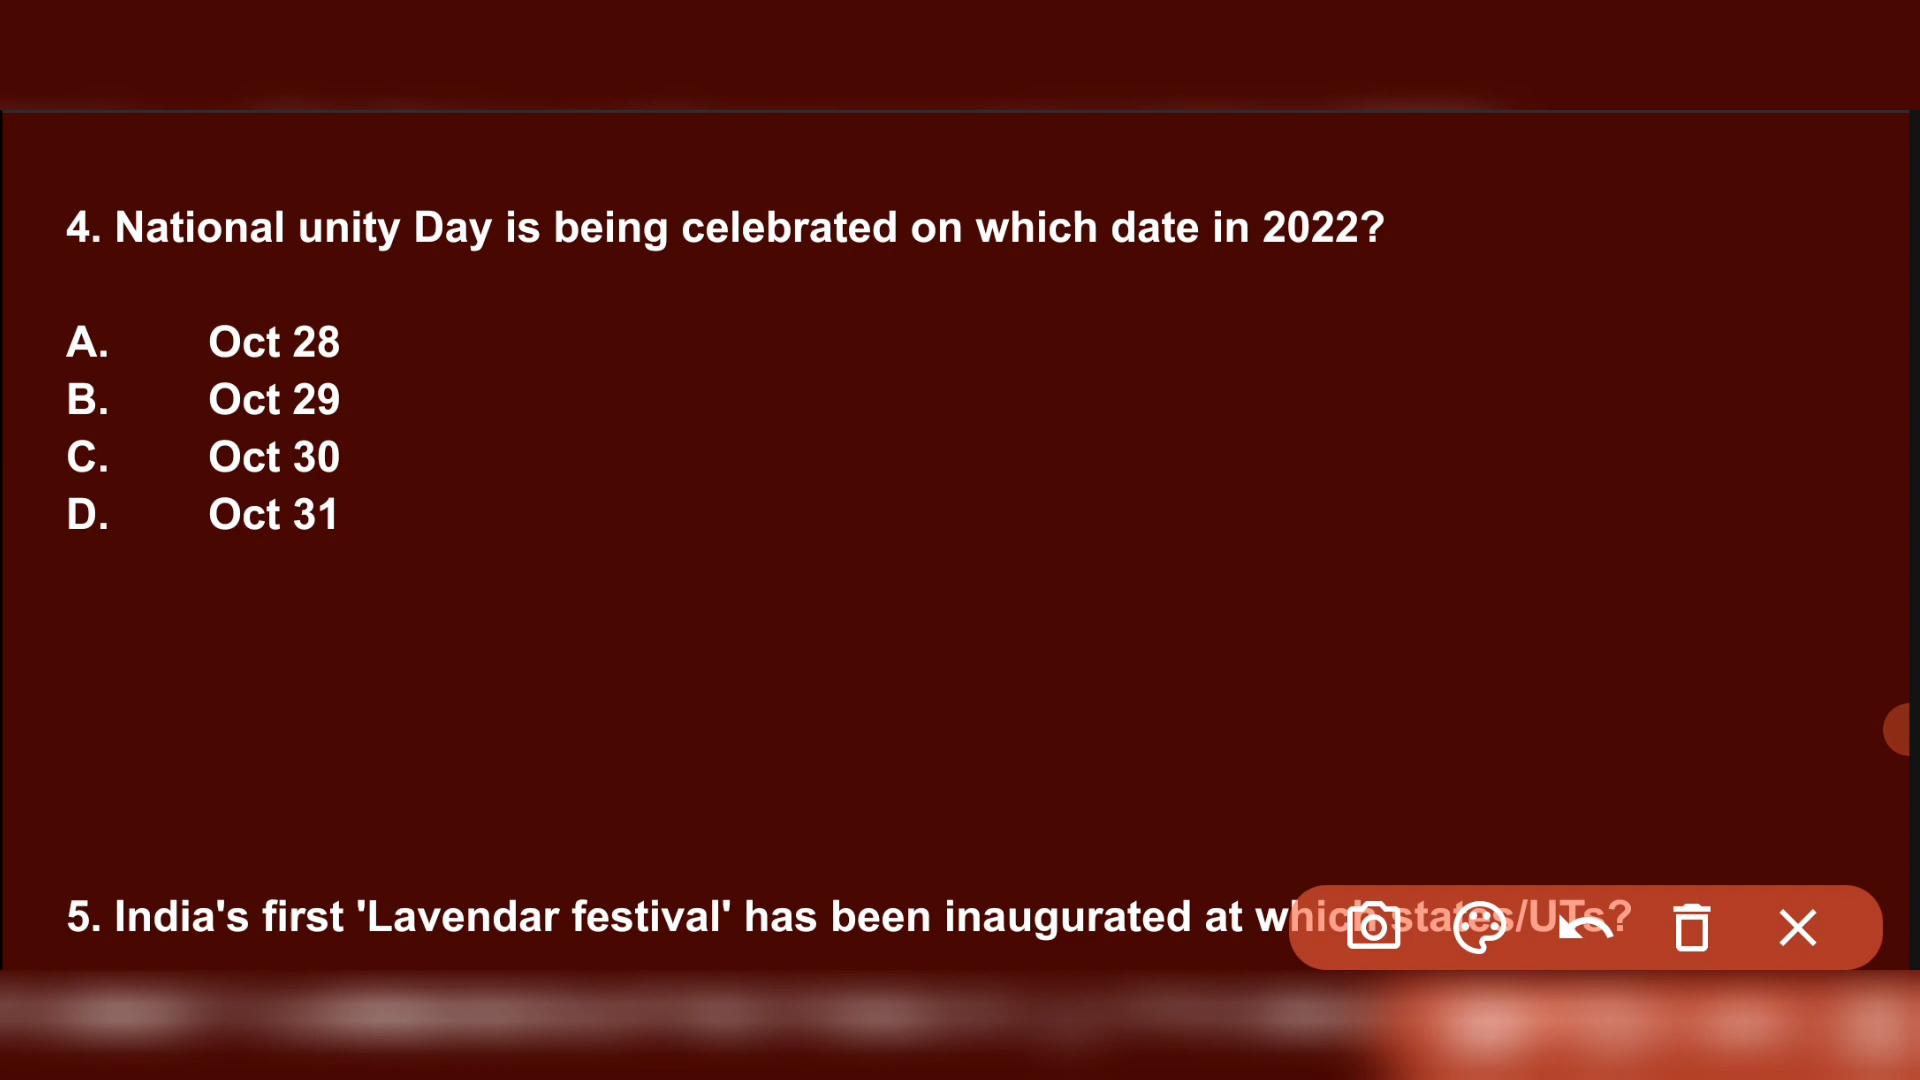 4. National unity Day is being celebrated on which date in 2022?
A. Oct 28
B. Oct 29
C. Oct 30
D. Oct 31
5. India's first 'Lavendar festival' has been inaugurated at which states/UTs?